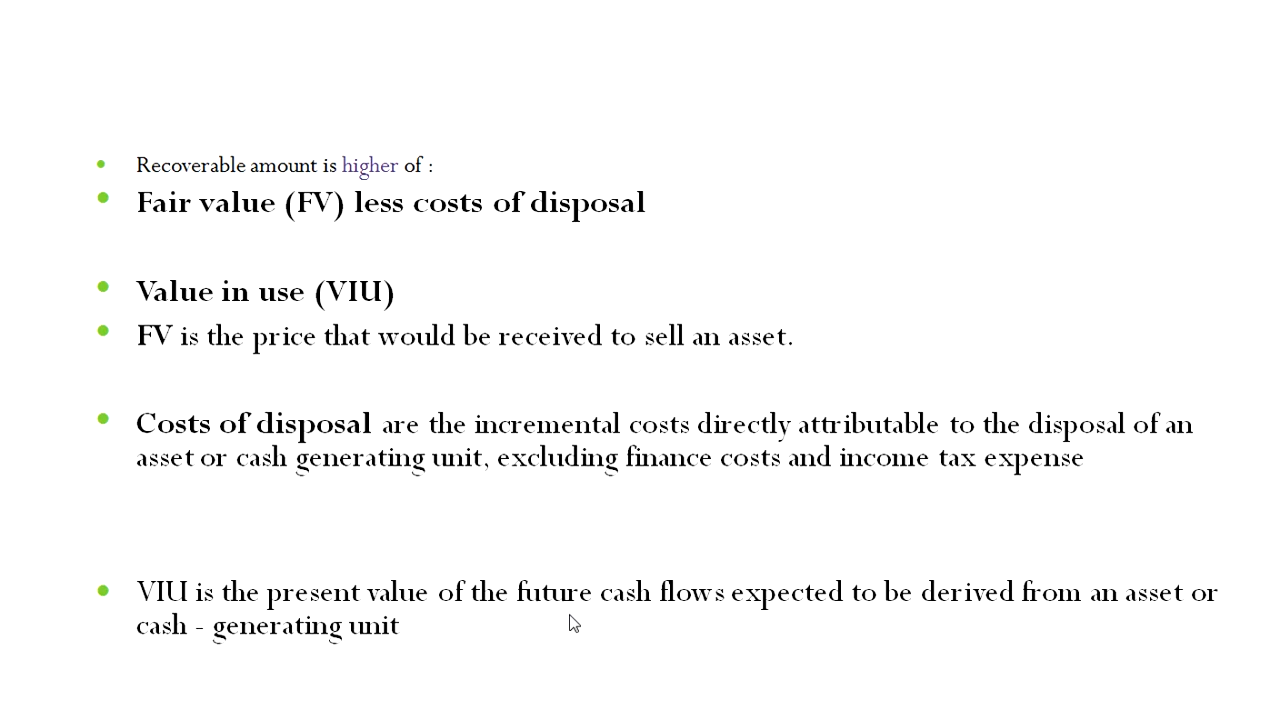 Recoverable amount is higher of :
Fair value (FV) less costs of disposal
Value in use (VIU)
FV is the price that would be received to sell an asset.
Costs of disposal are the incremental costs directly attributable to the disposal of an
asset or cash generating unit, excluding finance costs and income tax expense
VIU is the present value of the future cash flows expected to be derived from an asset or
cash - generating unit